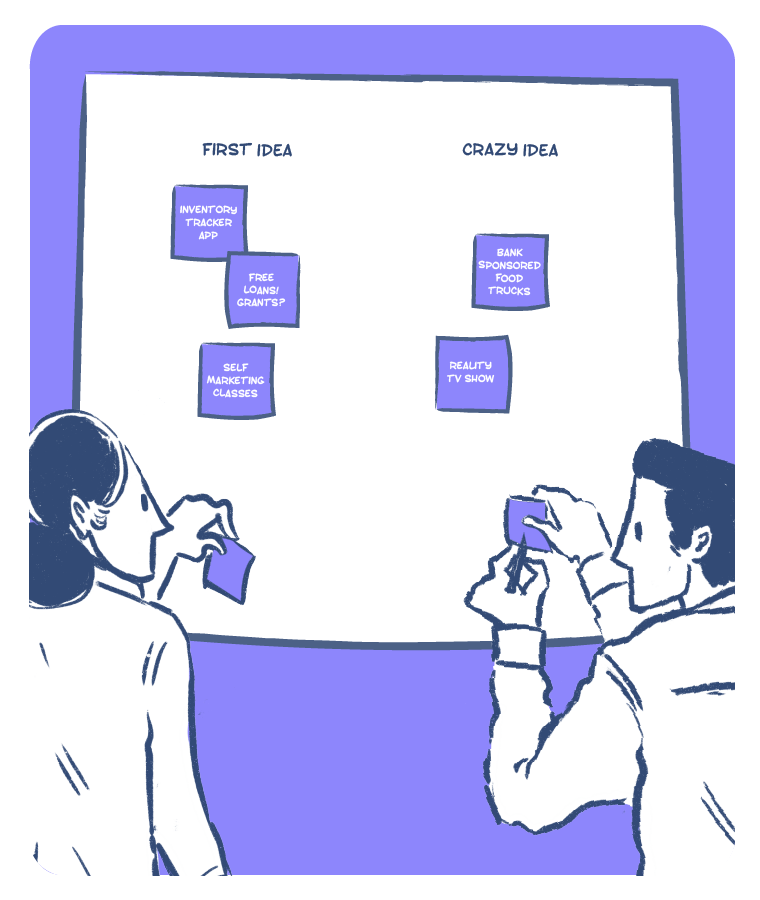 FIRST IDEA
INVENTORY
TRACKER
APP
FREE
LOANS!
GRANTS?
SELF
MARKETING
CLASSES
CRAZY IDEA
BANK
SPONSORED
FOOD
TRUCKS
REALITY
TV SHOW